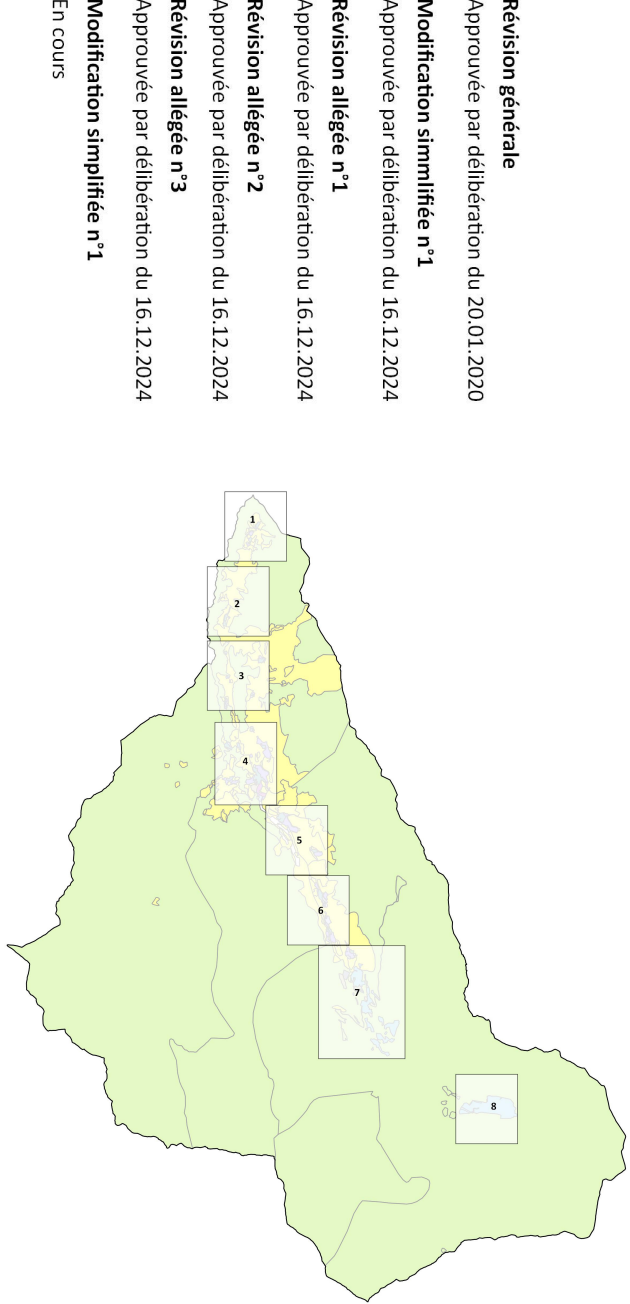 Révision générale
Approuvée par délibération du 20.01.2020
Modification simmlifiée n°1
Approuvée par délibération du 16.12.2024
Révision allégée n°1
Approuvée par délibération du 16.12.2024
Révision allégée n°2
Approuvée par délibération du 16.12.2024
Révision allégée n°3
Approuvée par délibération du 16.12.2024
Modification simplifiée n°1
En cours
1
2
3
4
5
6
7
8